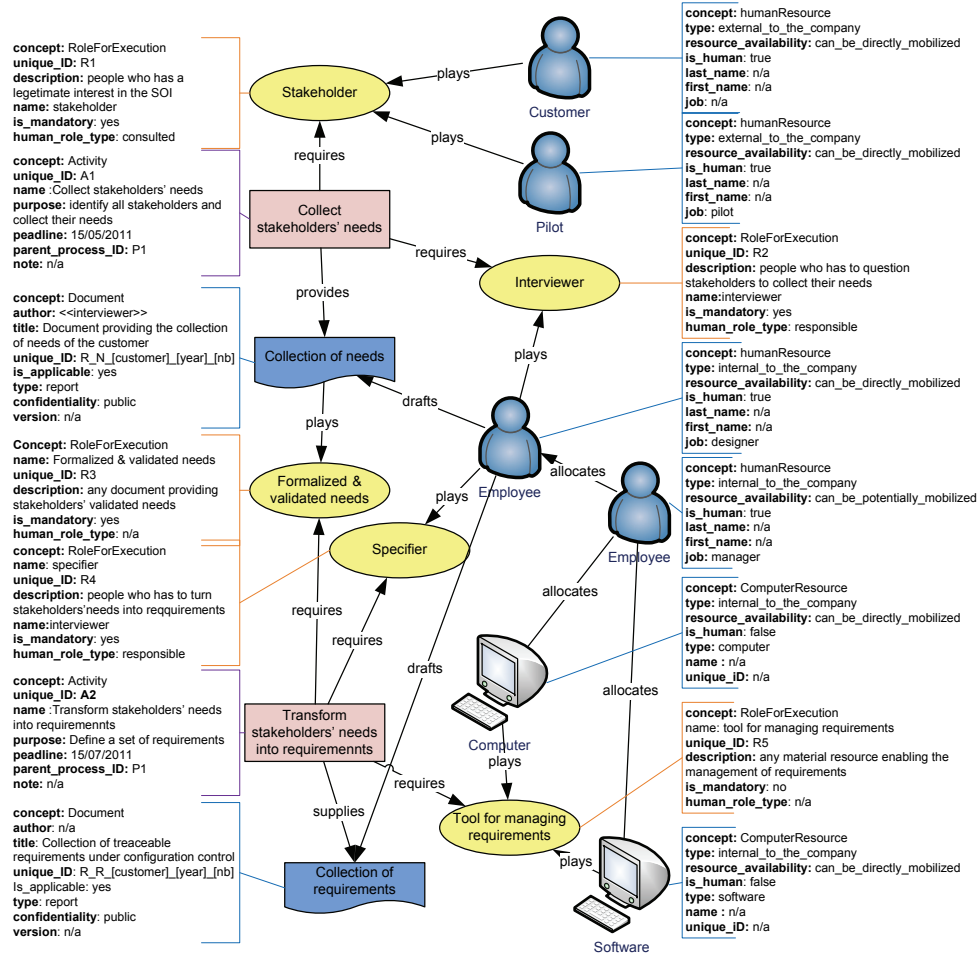 concept: RoleForExecution
unique_ID: R1
description: people who has a
legetimate interest in the SOI
name: stakeholder
is_mandatory: yes
human_role_type: consulted
concept: Activity
unique_ID: A1
name :Collect stakeholders' needs
purpose: identify all stakeholders and
collect their needs
peadline: 15/05/2011
parent_process_ID: P1
note: n/a
concept: Document
author: <<interviewer>>
title: Document providing the collection
of needs of the customer
unique_ID: R_N_[customer]_[year]_[nb]
is_applicable: yes
type: report
confidentiality: public
version: n/a
Concept: RoleForExecution
name: Formalized & validated needs
unique_ID: R3
description: any document providing
stakeholders' validated needs
is_mandatory: yes
human_role_type: n/a
concept: RoleForExecution
name: specifier
unique_ID: R4
description: people who has to turn
stakeholders'needs into reqquirements
name:interviewer
is_mandatory: yes
human_role_type: responsible
concept: Activity
unique_ID: A2
name :Transform stakeholders' needs
into requiremennts
purpose: Define a set of requirements
peadline: 15/07/2011
parent_process_ID: P1
note: n/a
concept: Document
author: n/a
title: Collection of treaceable
requirements under configuration control
unique_ID: R_R_[customer]_[year]_[nb]
Is_applicable: yes
type: report
confidentiality: public
version: n/a
Stakeholder
plays
Customer
plays
Pilot
requires
Collect
stakeholders' needs
requires
Interviewer
provides
plays
Collection of needs
drafts
plays
Employee
allocates
Formalized &
validated needs
plays
Specifier
Employee
requires
requires
allocates
drafts
allocates
Transform
stakeholders' needs
into requiremennts
Computer
plays
requires
supplies
Tool for managing
requirements
plays
Collection of
requirements
Software
concept: humanResource
type: external_to_the_company
resource_availability: can_be_directly_mobilized
is_human: true
last_name: n/a
first_name: n/a
job: n/a
concept: humanResource
type: external_to_the_company
resource_availability: can_be_directly_mobilized
is_human: true
last_name: n/a
first_name: n/a
job: pilot
concept: RoleForExecution
unique_ID: R2
description: people who has to question
stakeholders to collect their needs
name:interviewer
is_mandatory: yes
human_role_type: responsible
concept: humanResource
type: internal_to_the_company
resource_availability: can_be_directly_mobilized
is_human: true
last_name: n/a
first_name: n/a
job: designer
concept: humanResource
type: internal_to_the_company
resource_availability: can_be_potentially_mobilized
is_human: true
last_name: n/a
first_name: n/a
job: manager
concept: ComputerResource
type: internal_to_the_company
resource_availability: can_be_directly_mobilized
is_human: false
type: computer
name : n/a
unique_iD: n/a
concept: RoleForExecution
name: tool for managing requirements
unique_ID: R5
description: any material resource enabling the
management of requirements
is_mandatory: no
human_role_type: n/a
concept: ComputerResource
type: internal_to_the_company
resource_availability: can_be_directly_mobilized
is_human: false
type: software
name : n/a
unique_iD: n/a